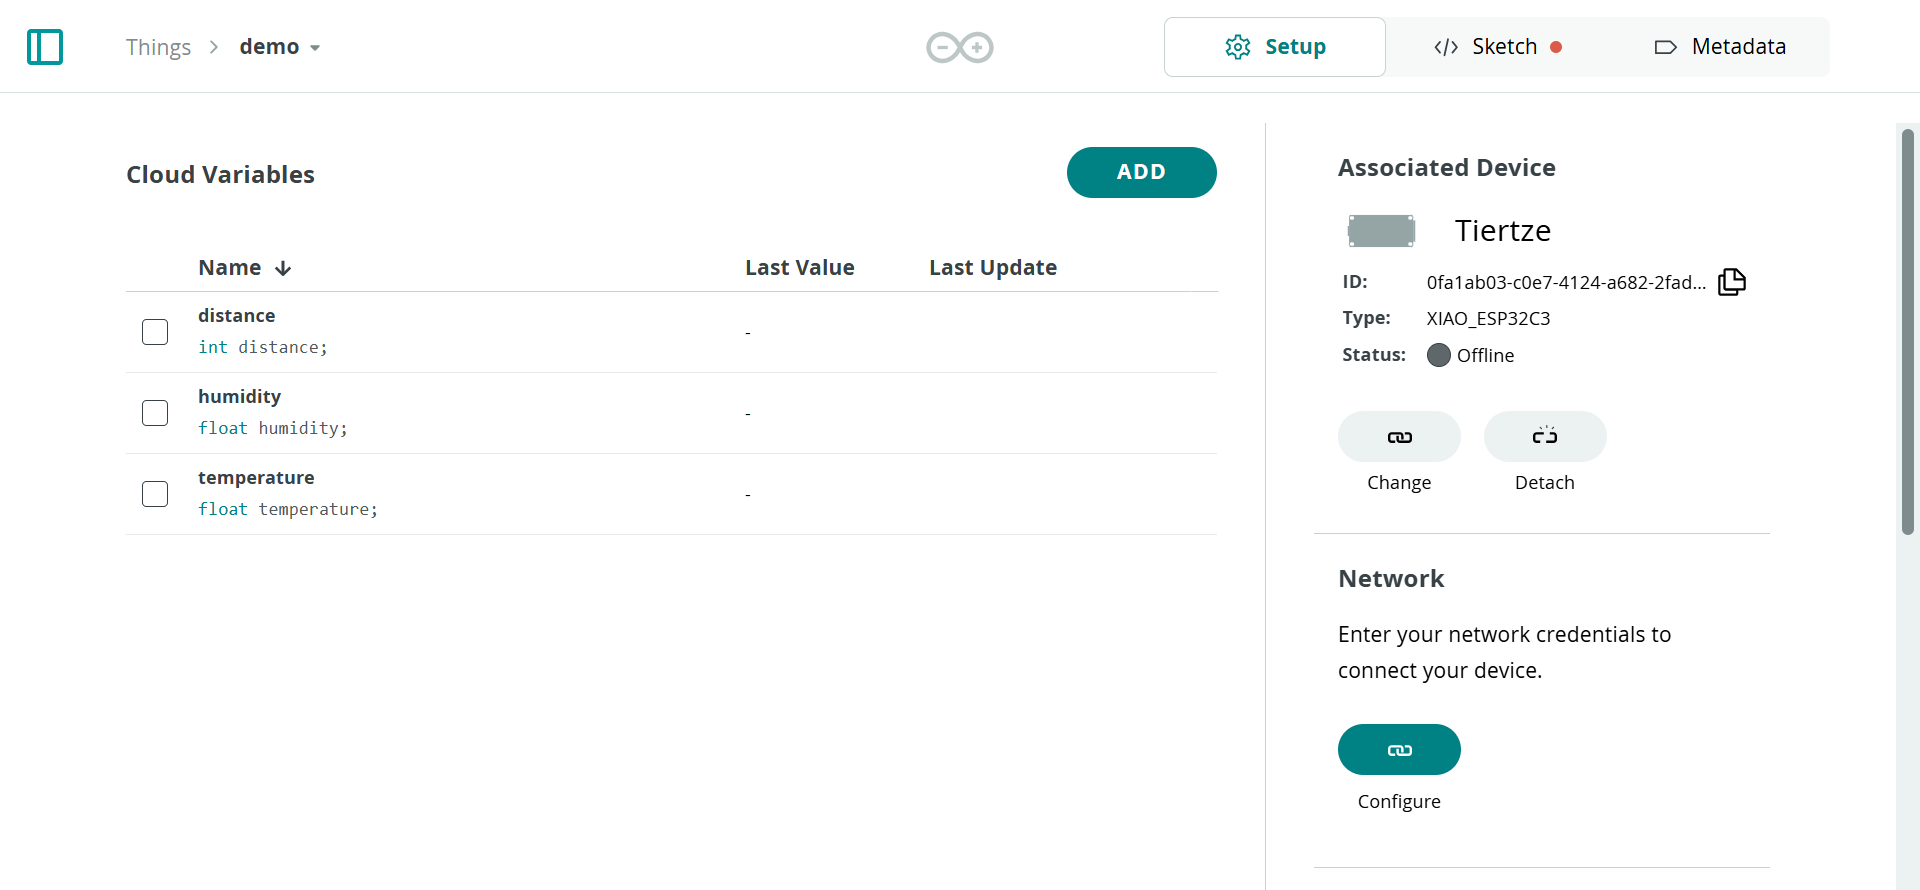 Things > demo
Setup
</> Sketch
Metadata
Cloud Variables
ADD
Name ↓ Last Value Last Update
distance
int distance;
-
humidity
float humidity;
-
temperature
float temperature;
-
Associated Device
Tiertze
ID: 0fa1ab03-c0e7-4124-a682-2fad...
Type: XIAO_ESP32C3
Status: Offline
Change Detach
Network
Enter your network credentials to
connect your device.
Configure